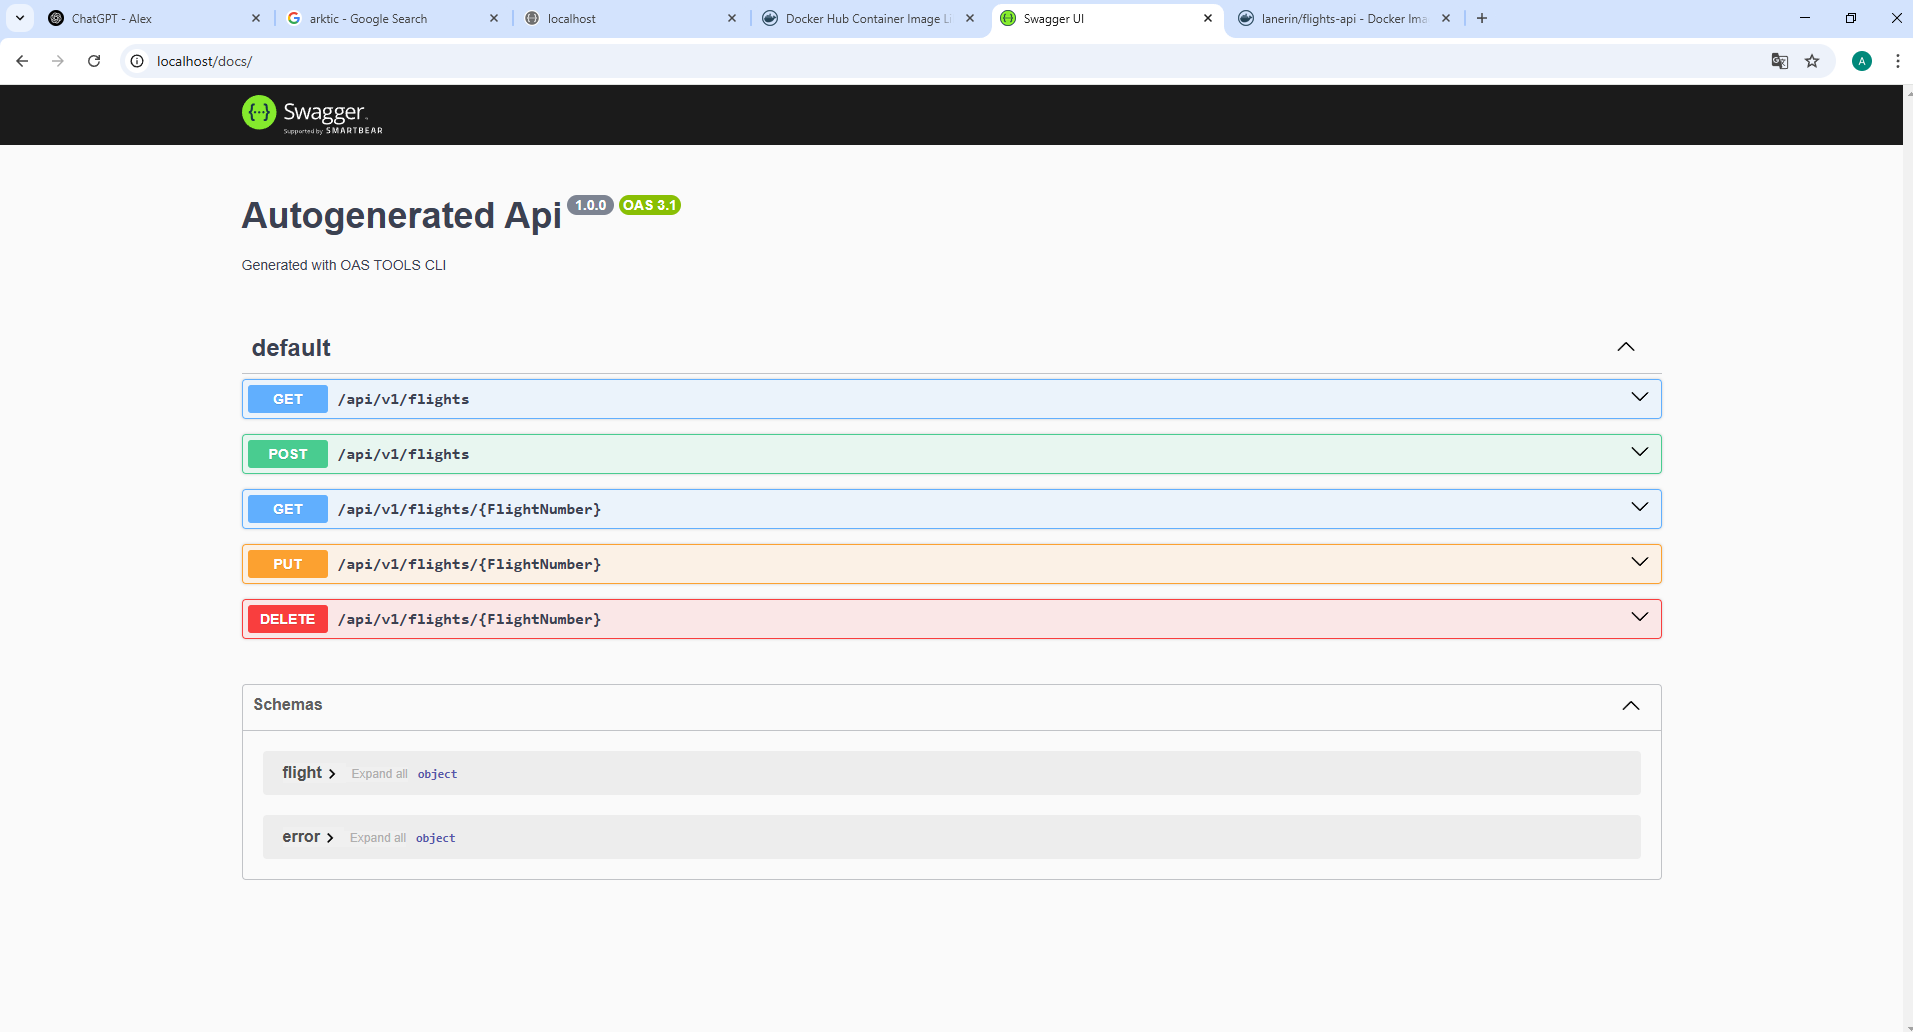 ChatGPT - Alex
arktic - Google Search
localhost
Docker Hub Container Image Li
Swagger UI
lanerin/flights-api - Docker Ima
localhost/docs/
A
{...} Swagger
Supported by SMARTBEAR
Autogenerated Api 1.0.0 OAS 3.1
Generated with OAS TOOLS CLI
default
GET /api/v1/flights
POST /api/v1/flights
GET /api/v1/flights/{FlightNumber}
PUT /api/v1/flights/{FlightNumber}
DELETE /api/v1/flights/{FlightNumber}
Schemas
flight Expand all object
error Expand all object